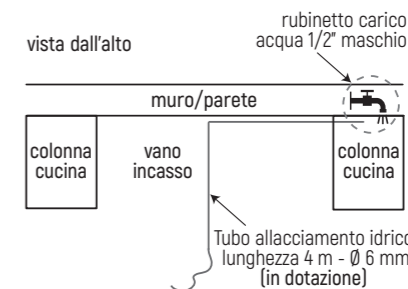 rubinetto carico
acqua 1/2" maschio
vista dall'alto
muro/parete
colonna
cucina
vano
incasso
colonna
cucina
Tubo allacciamento idrico
lunghezza 4 m - Ø 6 mm
(in dotazione)